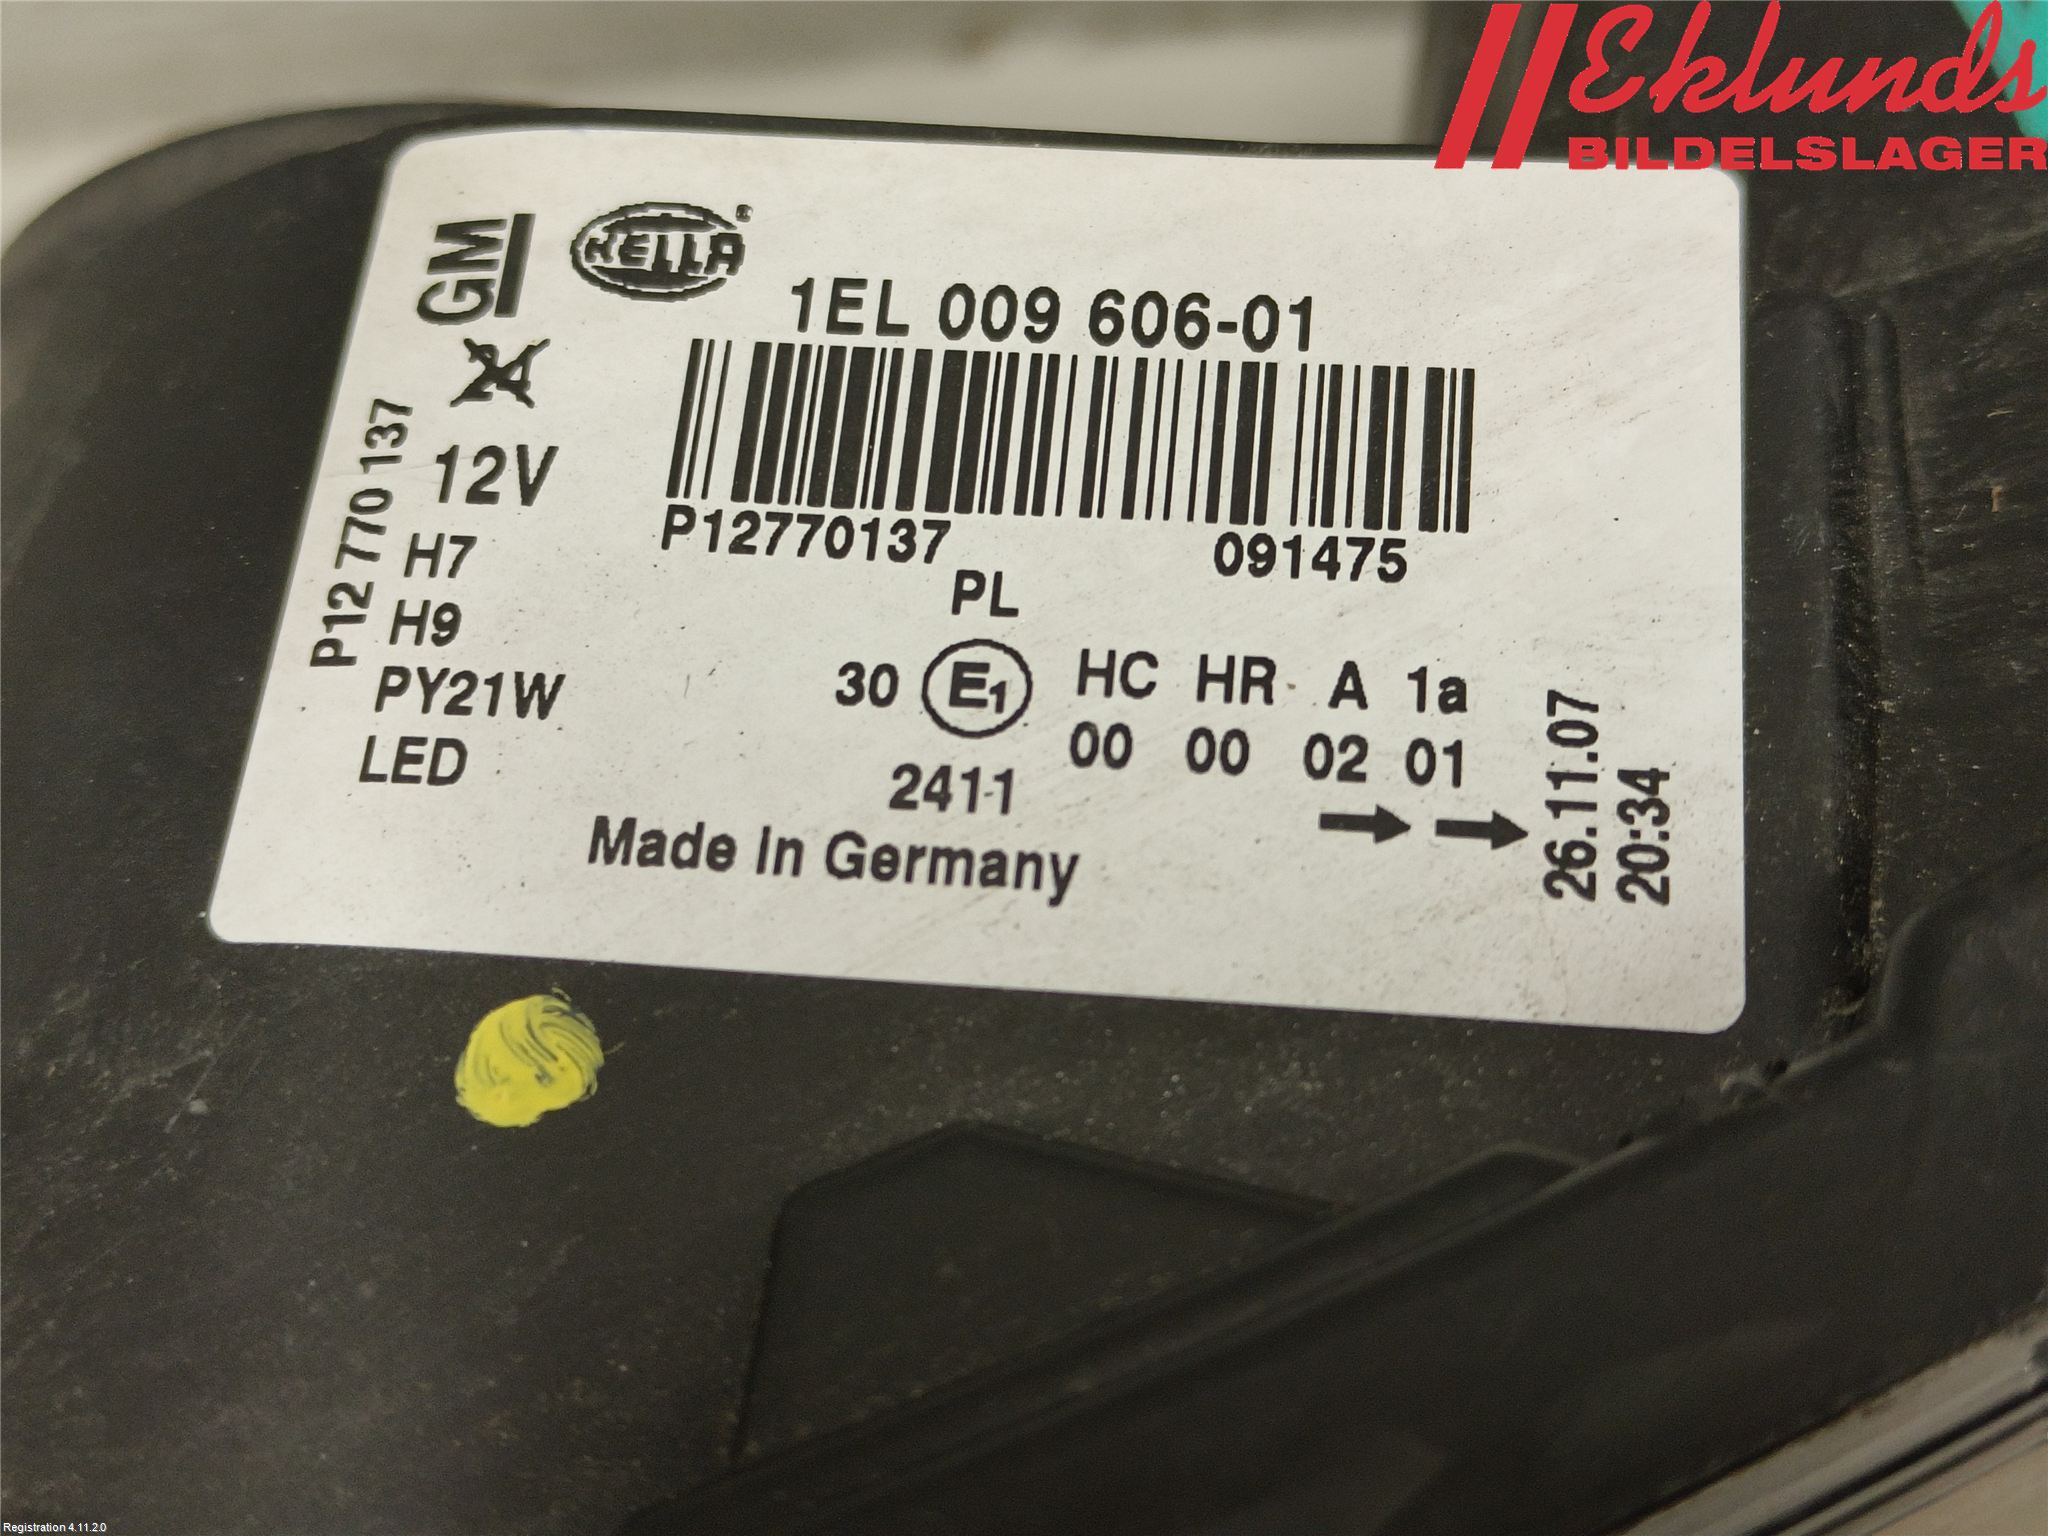 Eklunds
BILDELSLAGER
GM
HELLA®
1EL 009 606-01
P12 770 137
12V
P12770137 091475
H7
H9
PY21W
LED
PL
30 E1 HC HR A 1a
00 00 02 01
2411
Made In Germany
26.11.07
20:34
Registration 4.11.2.0